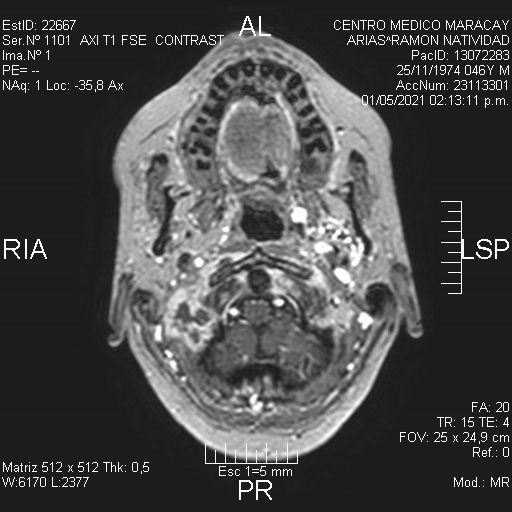 EstID: 22667
Ser.Nº 1101 AXI T1 FSE CONTRAST
Ima.Nº 1
PE= --
NAq: 1 Loc: -35,8 Ax
AL
CENTRO MEDICO MARACAY
ARIAS^RAMON NATIVIDAD
PacID: 13072283
25/11/1974 046Y M
AccNum: 23113301
01/05/2021 02:13:11 p.m.
RIA
LSP
FA: 20
TR: 15 TE: 4
FOV: 25 x 24,9 cm
Ref.: 0
Matriz 512 x 512 Thk: 0,5
W:6170 L:2377
Esc 1=5 mm
PR
Mod.: MR